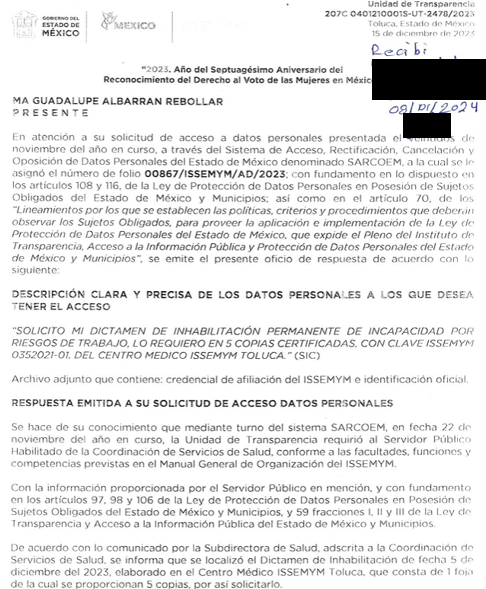 GOBIERNO DEL
ESTADO DE
MÉXICO
MÉXICO
Unidad de Transparencia
207C 0401210001S-UT-2478/2023
Toluca, Estado de México
15 de diciembre de 2023
Recibi
"2023. Año del Septuagésimo Aniversario del
Reconocimiento del Derecho al Voto de las Mujeres en México
08/01/2024
MA GUADALUPE ALBARRAN REBOLLAR
PRESENTE
En atención a su solicitud de acceso a datos personales presentada el veintidós de
noviembre del año en curso, a través del Sistema de Acceso, Rectificación, Cancelación y
Oposición de Datos Personales del Estado de México denominado SARCOEM, a la cual se le
asignó el número de folio 00867/ISSEMYM/AD/2023; con fundamento en lo dispuesto en
los artículos 108 y 116, de la Ley de Protección de Datos Personales en Posesión de Sujetos
Obligados del Estado de México y Municipios; así como en el artículo 70, de los
"Lineamientos por los que se establecen las políticas, criterios y procedimientos que deberán
observar los Sujetos Obligados, para proveer la aplicación e implementación de la Ley de
Protección de Datos Personales del Estado de México, que expide el Pleno del Instituto de
Transparencia, Acceso a la Información Pública y Protección de Datos Personales del Estado
de México y Municipios", se emite el presente oficio de respuesta de acuerdo con lo
siguiente:
DESCRIPCIÓN CLARA Y PRECISA DE LOS DATOS PERSONALES A LOS QUE DESEA
TENER EL ACCESO
"SOLICITO MI DICTAMEN DE INHABILITACIÓN PERMANENTE DE INCAPACIDAD POR
RIESGOS DE TRABAJO, LO REQUIERO EN 5 COPIAS CERTIFICADAS, CON CLAVE ISSEMYM
0352021-01, DEL CENTRO MEDICO ISSEMYM TOLUCA." (SIC)
Archivo adjunto que contiene: credencial de afiliación del ISSEMYM e identificación oficial.
RESPUESTA EMITIDA A SU SOLICITUD DE ACCESO DATOS PERSONALES
Se hace de su conocimiento que mediante turno del sistema SARCOEM, en fecha 22 de
noviembre del año en curso, la Unidad de Transparencia requirió al Servidor Público
Habilitado de la Coordinación de Servicios de Salud, conforme a las facultades, funciones y
competencias previstas en el Manual General de Organización del ISSEMYM.
Con la información proporcionada por el Servidor Público en mención, y con fundamento
en los artículos 97, 98 y 106 de la Ley de Protección de Datos Personales en Posesión de
Sujetos Obligados del Estado de México y Municipios, y 59 fracciones I, II y III de la Ley de
Transparencia y Acceso a la Información Pública del Estado de México y Municipios.
De acuerdo con lo comunicado por la Subdirectora de Salud, adscrita a la Coordinación de
Servicios de Salud, se informa que se localizó el Dictamen de Inhabilitación de fecha 5 de
diciembre del 2023, elaborado en el Centro Médico ISSEMYM Toluca, que consta de 1 foja
de la cual se proporcionan 5 copias, por así solicitarlo.